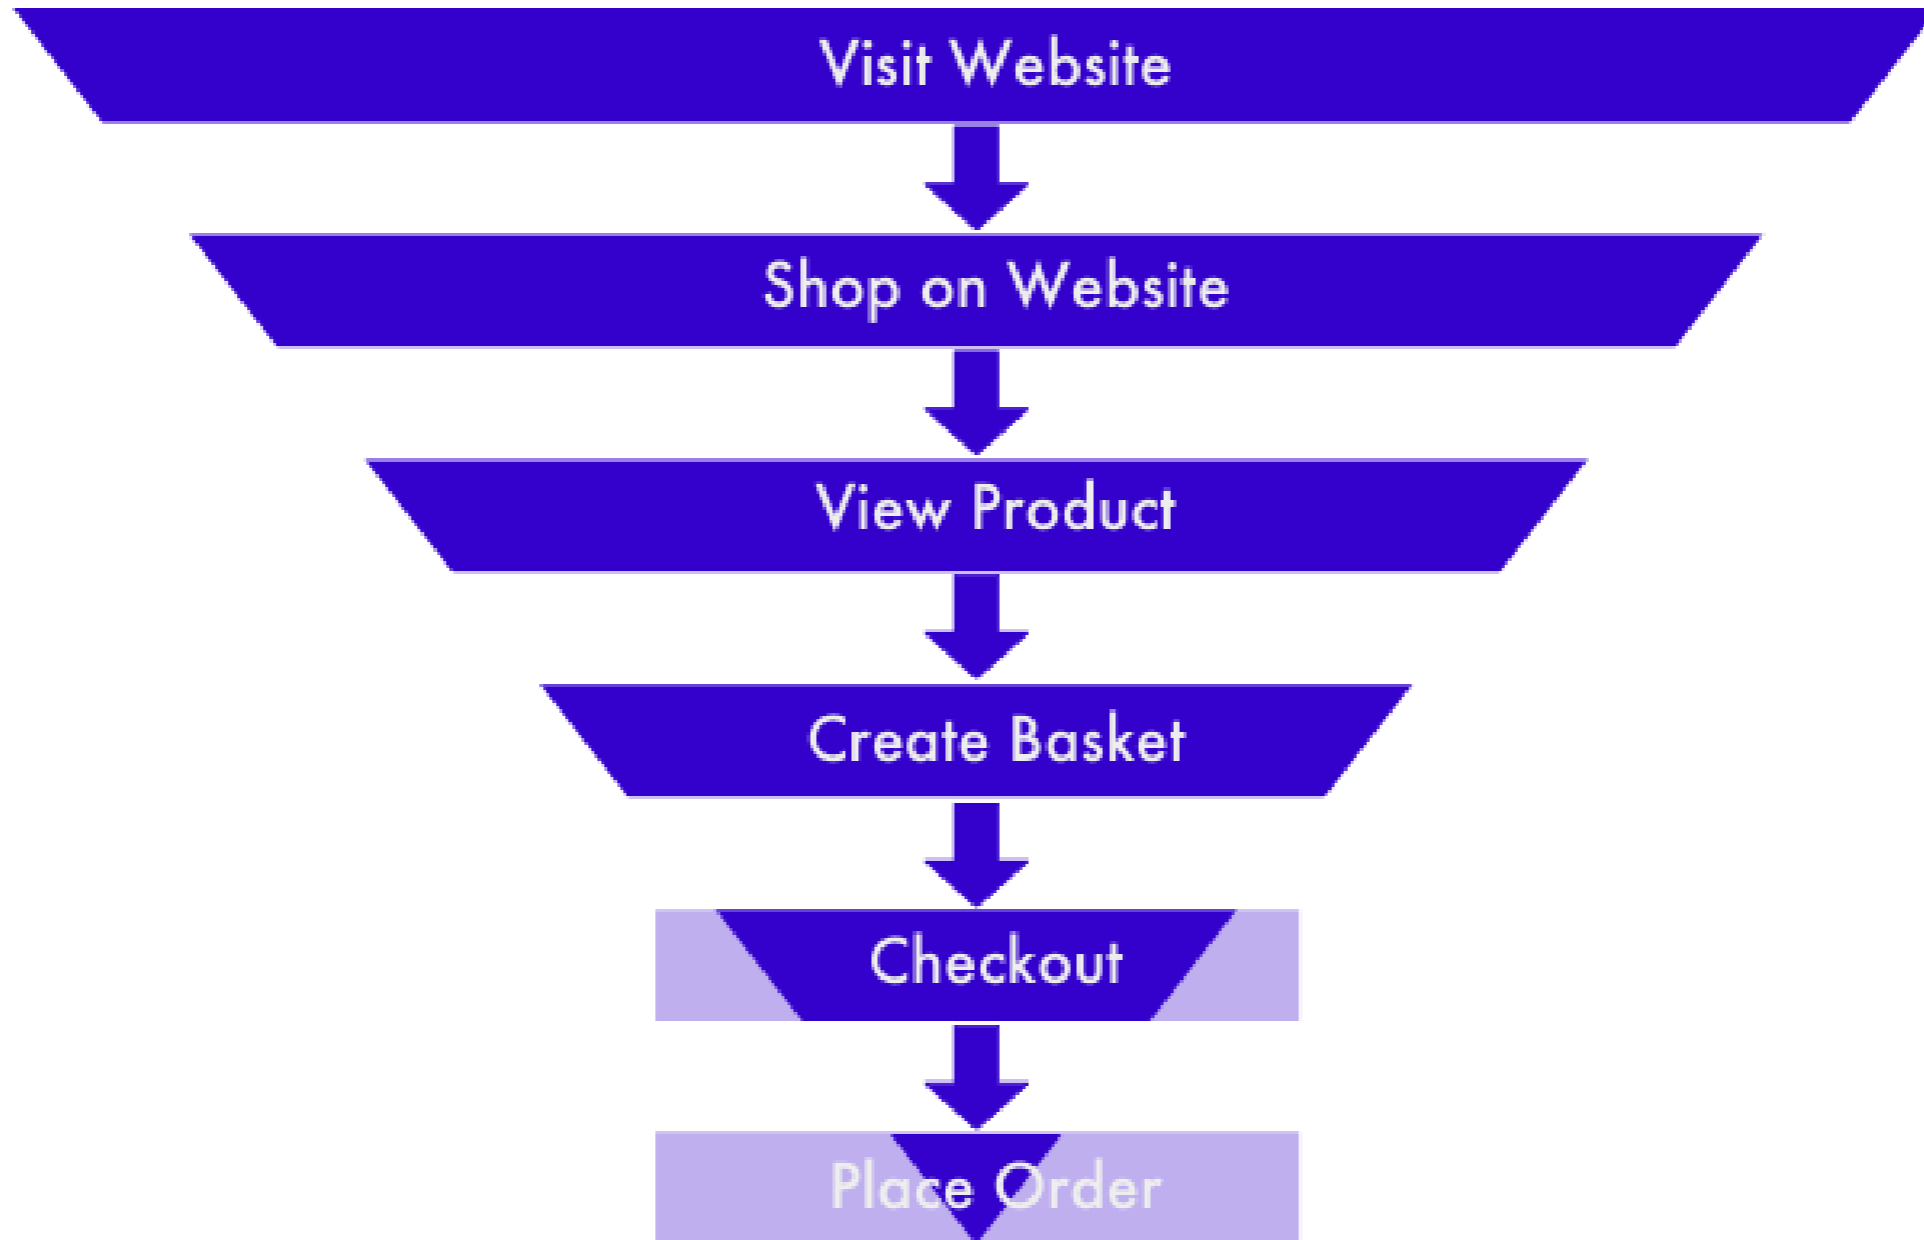 Visit Website
Shop on Website
View Product
Create Basket
Checkout
Place Order